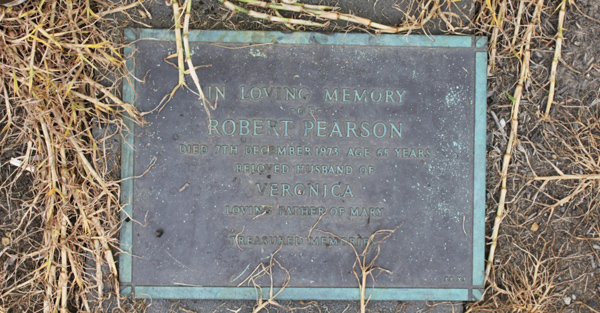 IN LOVING MEMORY
OF
ROBERT PEARSON
DIED 7TH DECEMBER 1975 AGE 65 YEARS
BELOVED HUSBAND OF
VERONICA
LOVING FATHER OF MARY
TREASURED MEMORIES